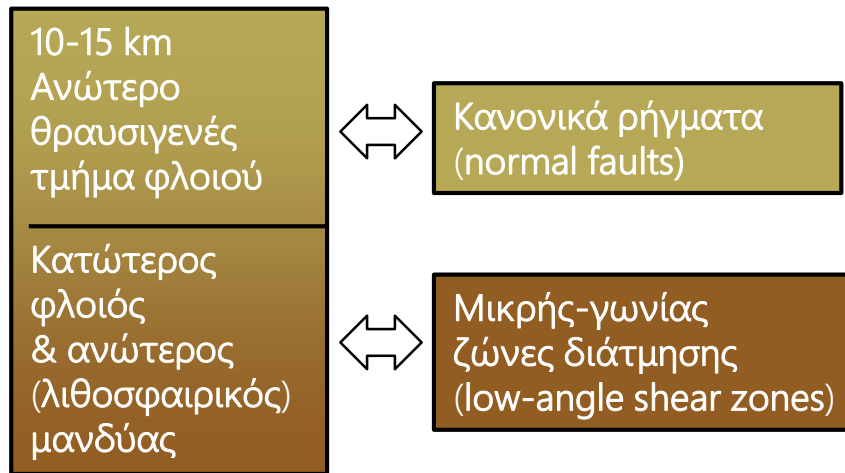 10-15 km
Ανώτερο
θραυσιγενές
τμήμα φλοιού
Κανονικά ρήγματα
(normal faults)
Κατώτερος
φλοιός
& ανώτερος
(λιθοσφαιρικός)
μανδύας
Μικρής-γωνίας
ζώνες διάτμησης
(low-angle shear zones)